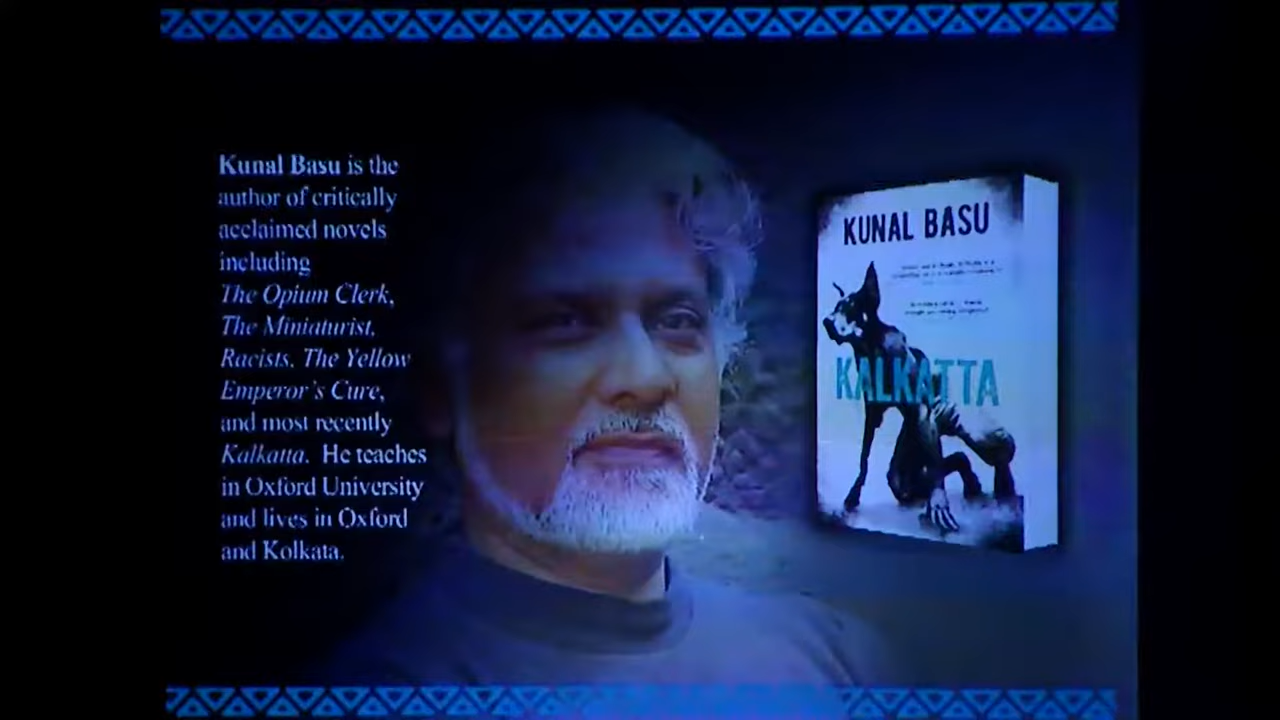 Kunal Basu is the
author of critically
acclaimed novels
including
The Opium Clerk,
The Miniaturist,
Racists, The Yellow
Emperor's Cure,
and most recently
Kalkatta. He teaches
in Oxford University
and lives in Oxford
and Kolkata.
KUNAL BASU
KALKATTA